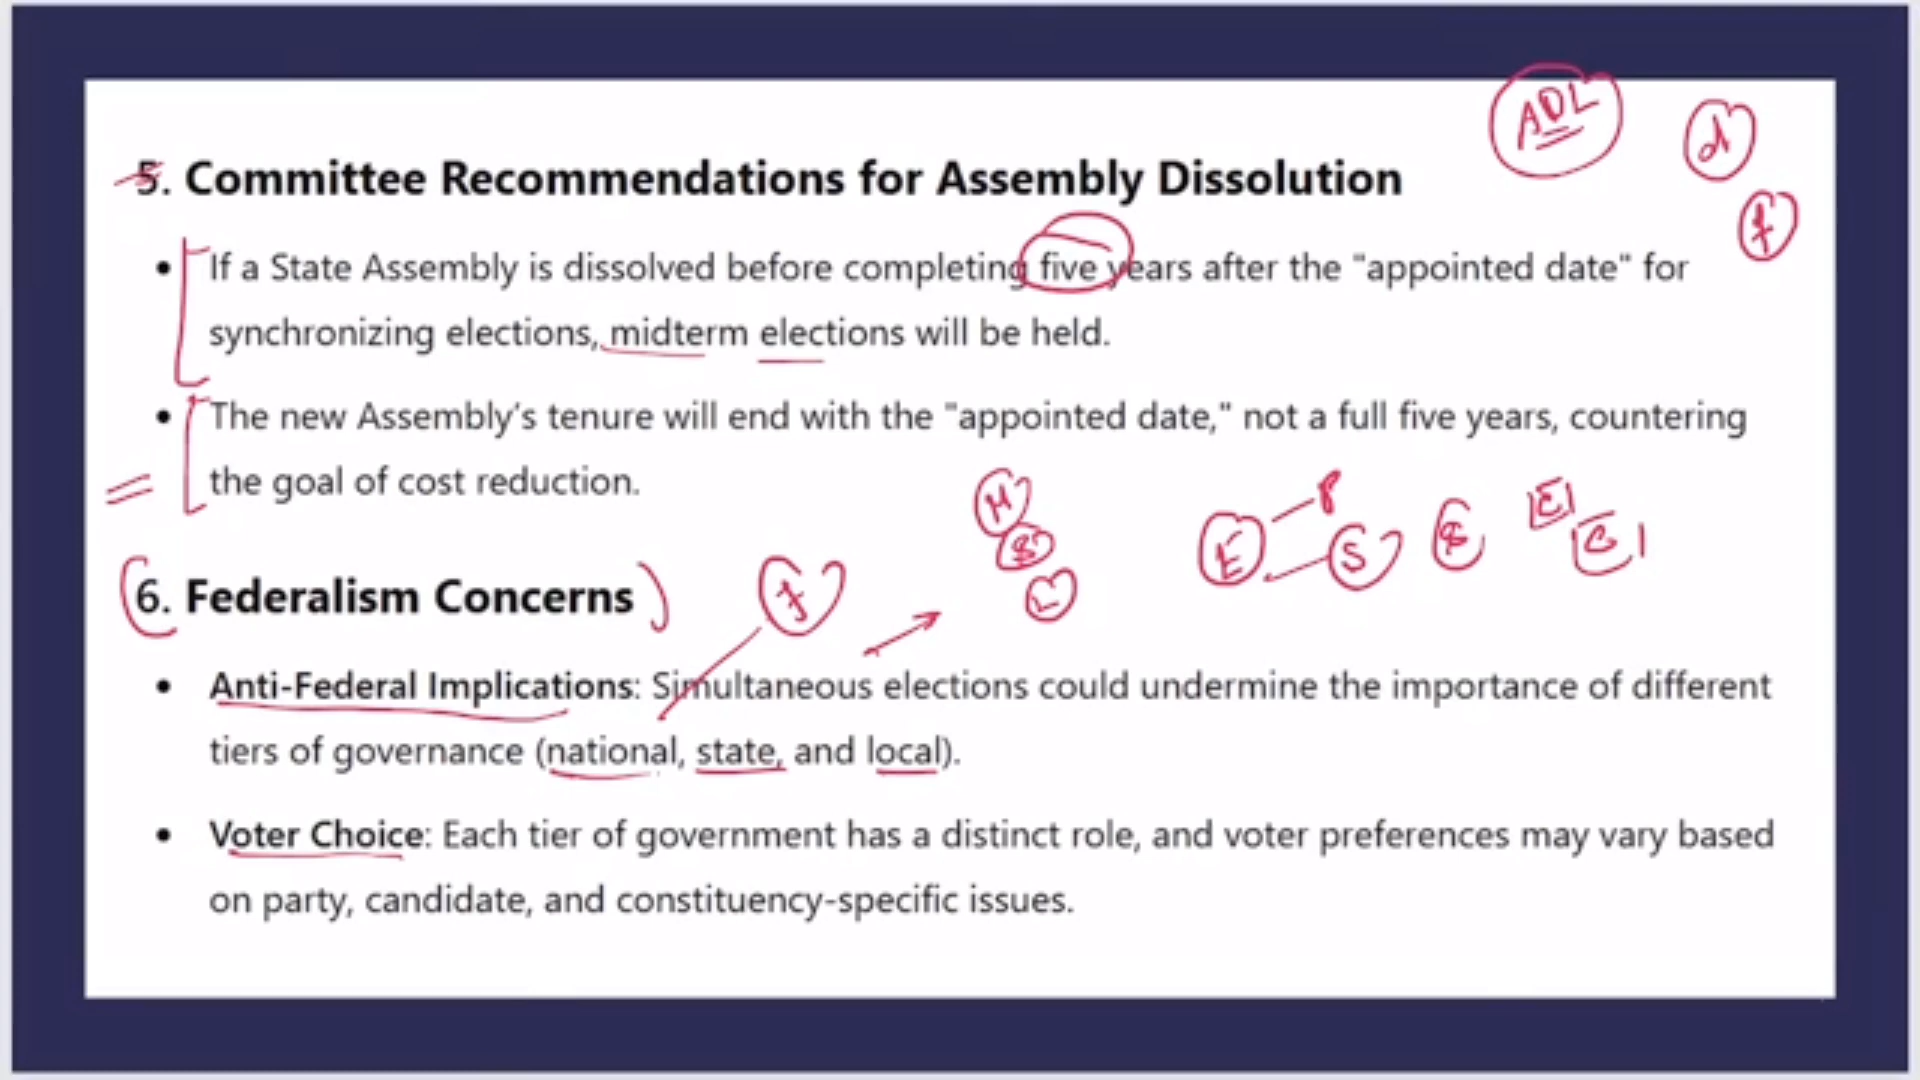 ADL
d
5. Committee Recommendations for Assembly Dissolution
f
• If a State Assembly is dissolved before completing five years after the "appointed date" for
synchronizing elections, midterm elections will be held.
• The new Assembly's tenure will end with the "appointed date," not a full five years, countering
the goal of cost reduction.
E S
L
6. Federalism Concerns
• Anti-Federal Implications: Simultaneous elections could undermine the importance of different
tiers of governance (national, state, and local).
• Voter Choice: Each tier of government has a distinct role, and voter preferences may vary based
on party, candidate, and constituency-specific issues.